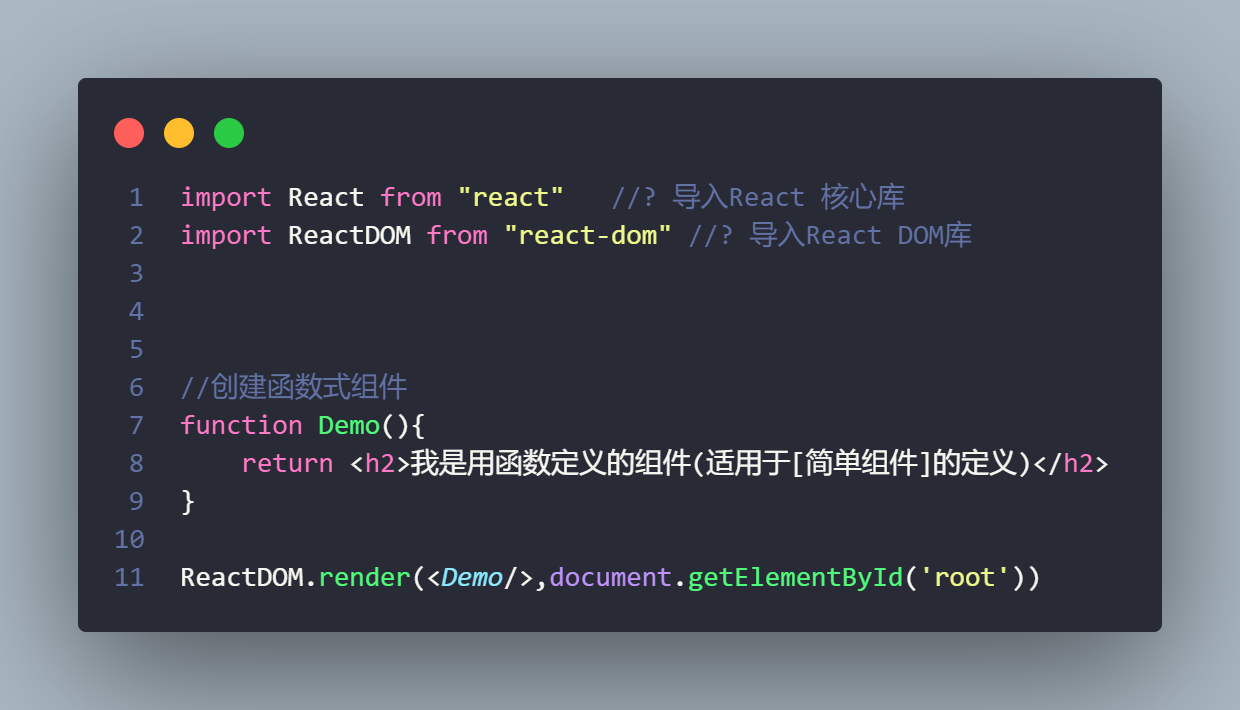 1 import React from "react"   //? 导入React 核心库
2 import ReactDOM from "react-dom" //? 导入React DOM库
3
4
5
6 //创建函数式组件
7 function Demo(){
8     return <h2>我是用函数定义的组件(适用于[简单组件]的定义)</h2>
9 }
10
11 ReactDOM.render(<Demo/>,document.getElementById('root'))